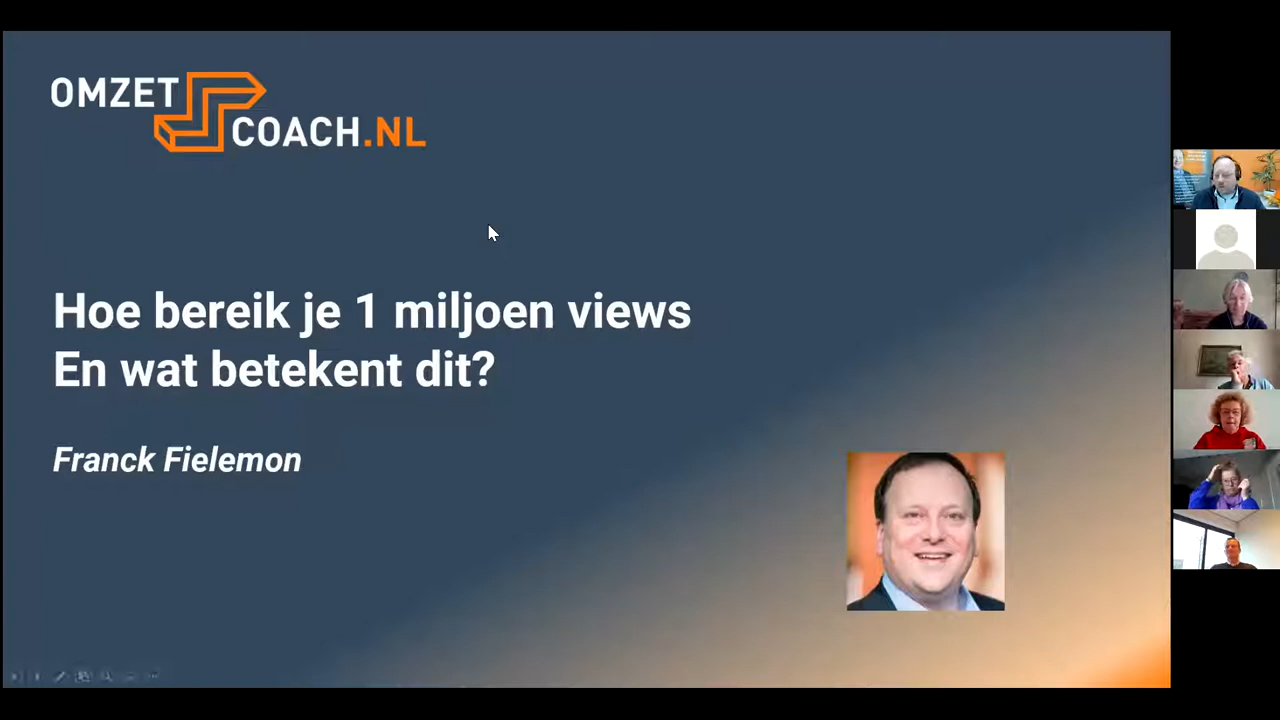 OMZET
COACH.NL
Hoe bereik je 1 miljoen views
En wat betekent dit?
Franck Fielemon